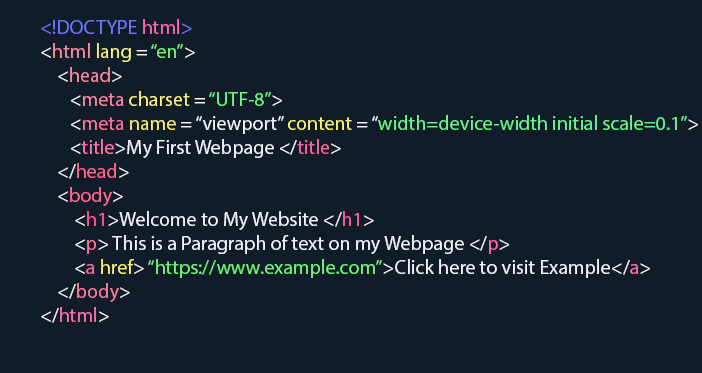 <!DOCTYPE html>
<html lang = “en”>
<head>
<meta charset = “UTF-8”>
<meta name = “viewport” content = “width=device-width initial scale=0.1”>
<title>My First Webpage </title>
</head>
<body>
<h1>Welcome to My Website </h1>
<p> This is a Paragraph of text on my Webpage </p>
<a href> “https://www.example.com”>Click here to visit Example</a>
</body>
</html>